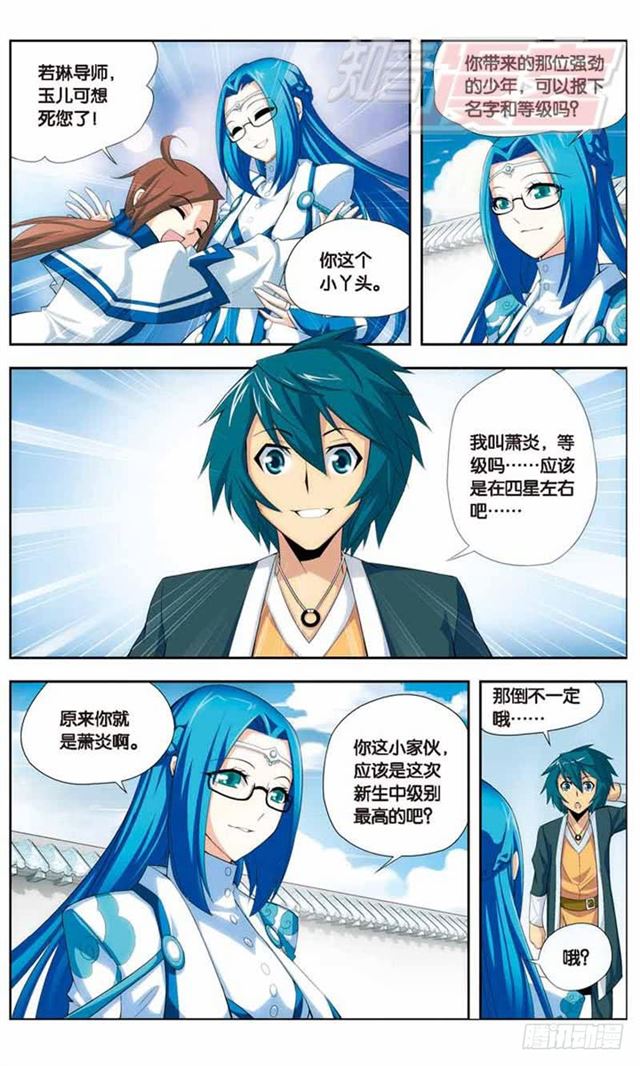 若琳导师，
玉儿可想
死您了！
你这个
小丫头。
知音漫客
你带来的那位强劲
的少年，可以报下
名字和等级吗？
我叫萧炎，等
级吗……应该
是在四星左右
吧……
原来你就
是萧炎啊。
你这小家伙，
应该是这次
新生中级别
最高的吧？
那倒不一定
哦……
哦？
腾讯动漫